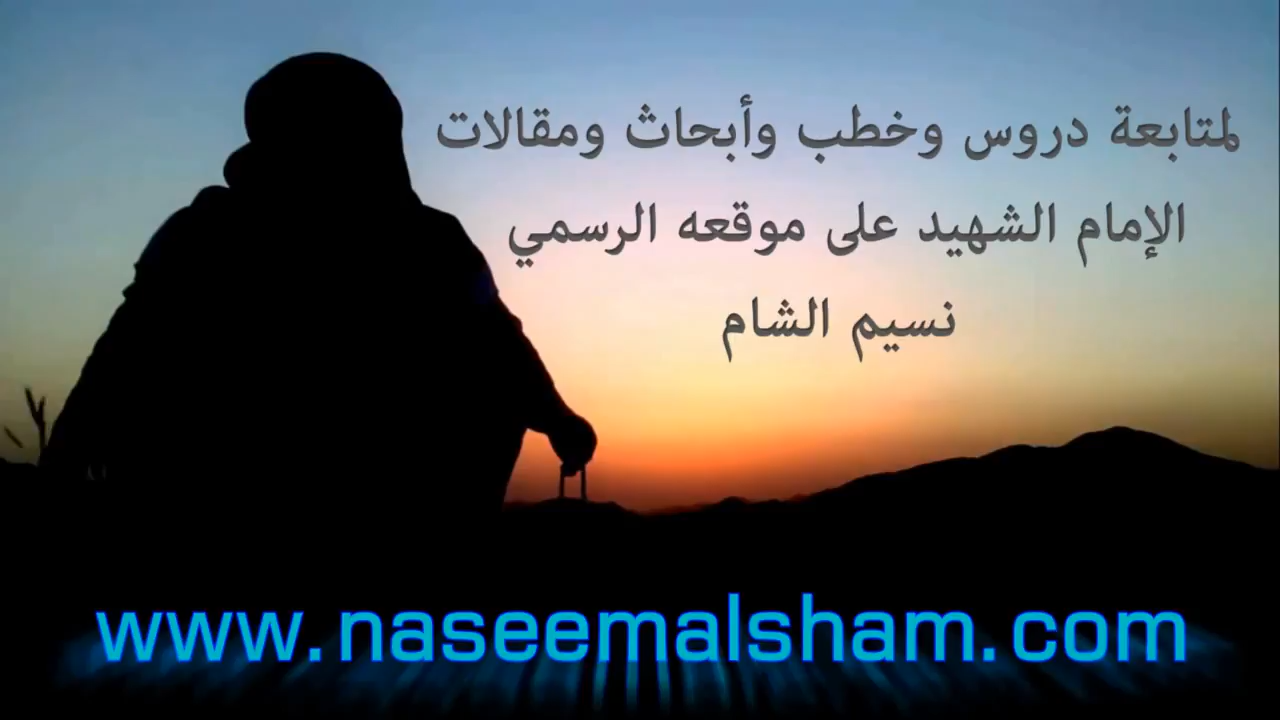 لمتابعة دروس وخطب وأبحاث ومقالات
الإمام الشهيد على موقعه الرسمي
نسيم الشام
www.naseemalsham.com